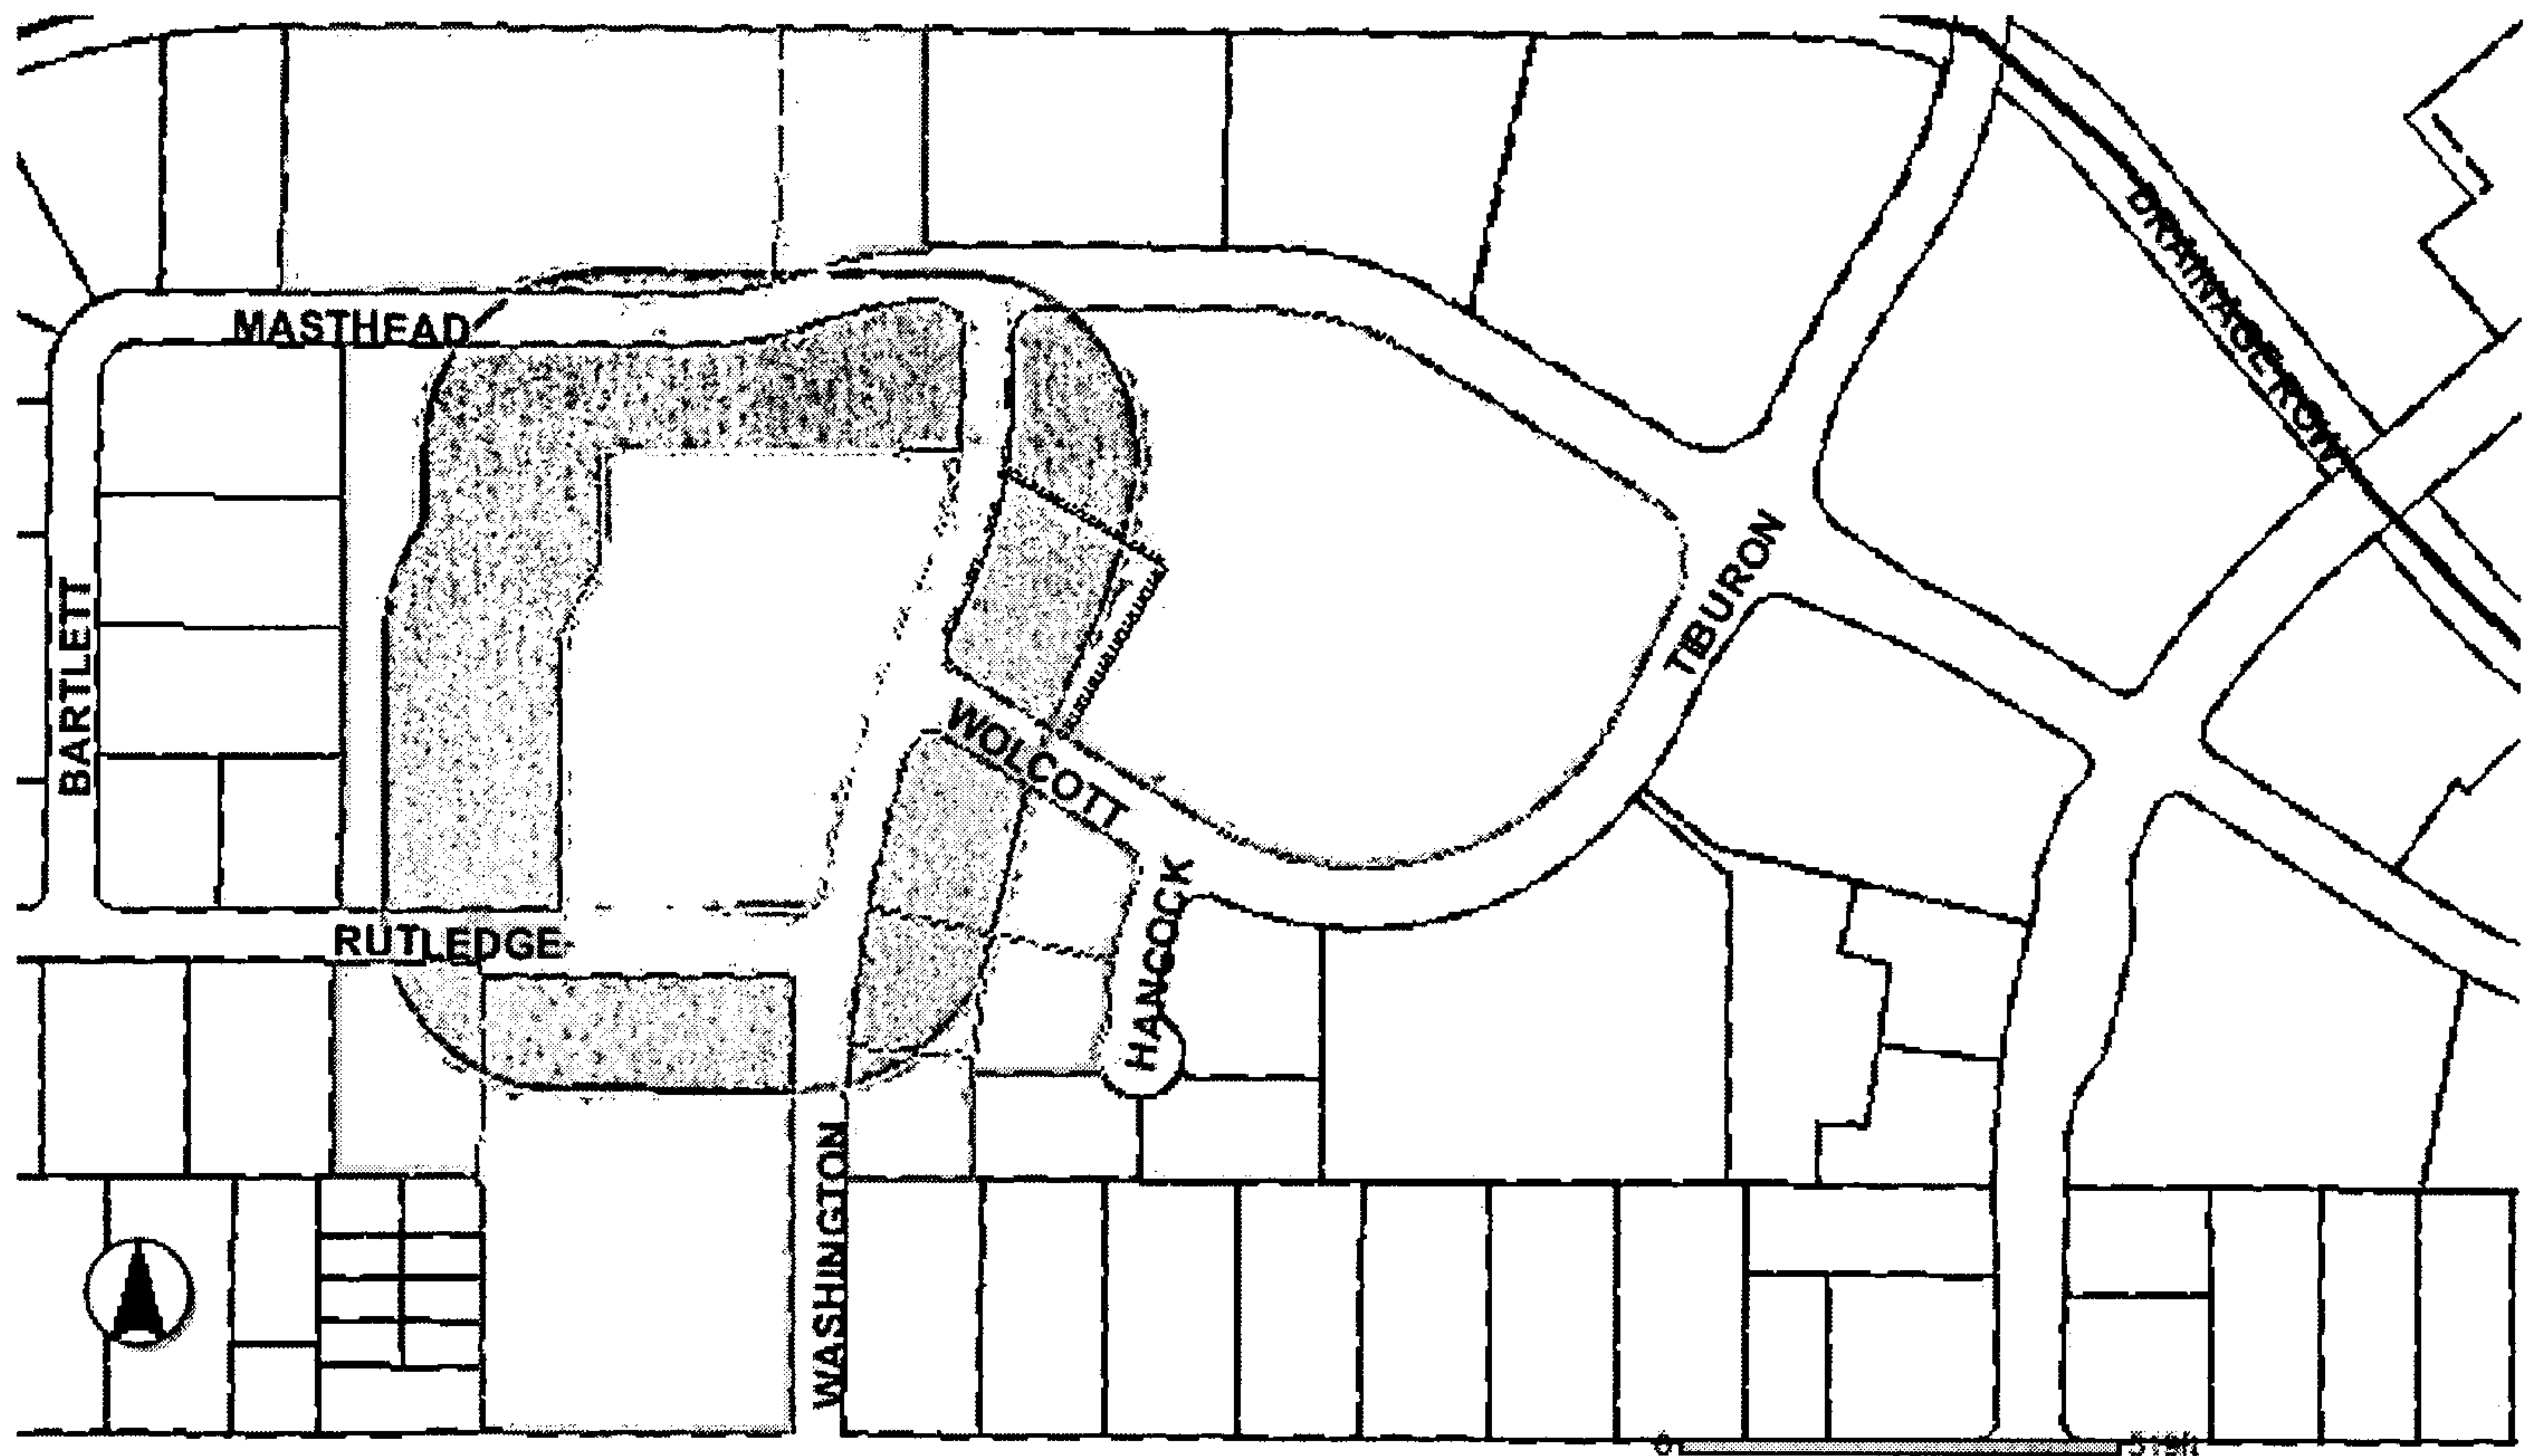 MASTHEAD
DRAINAGE ROW
TIBURON
BARTLETT
WOLCOTT
HANCOCK
RUTLEDGE
WASHINGTON